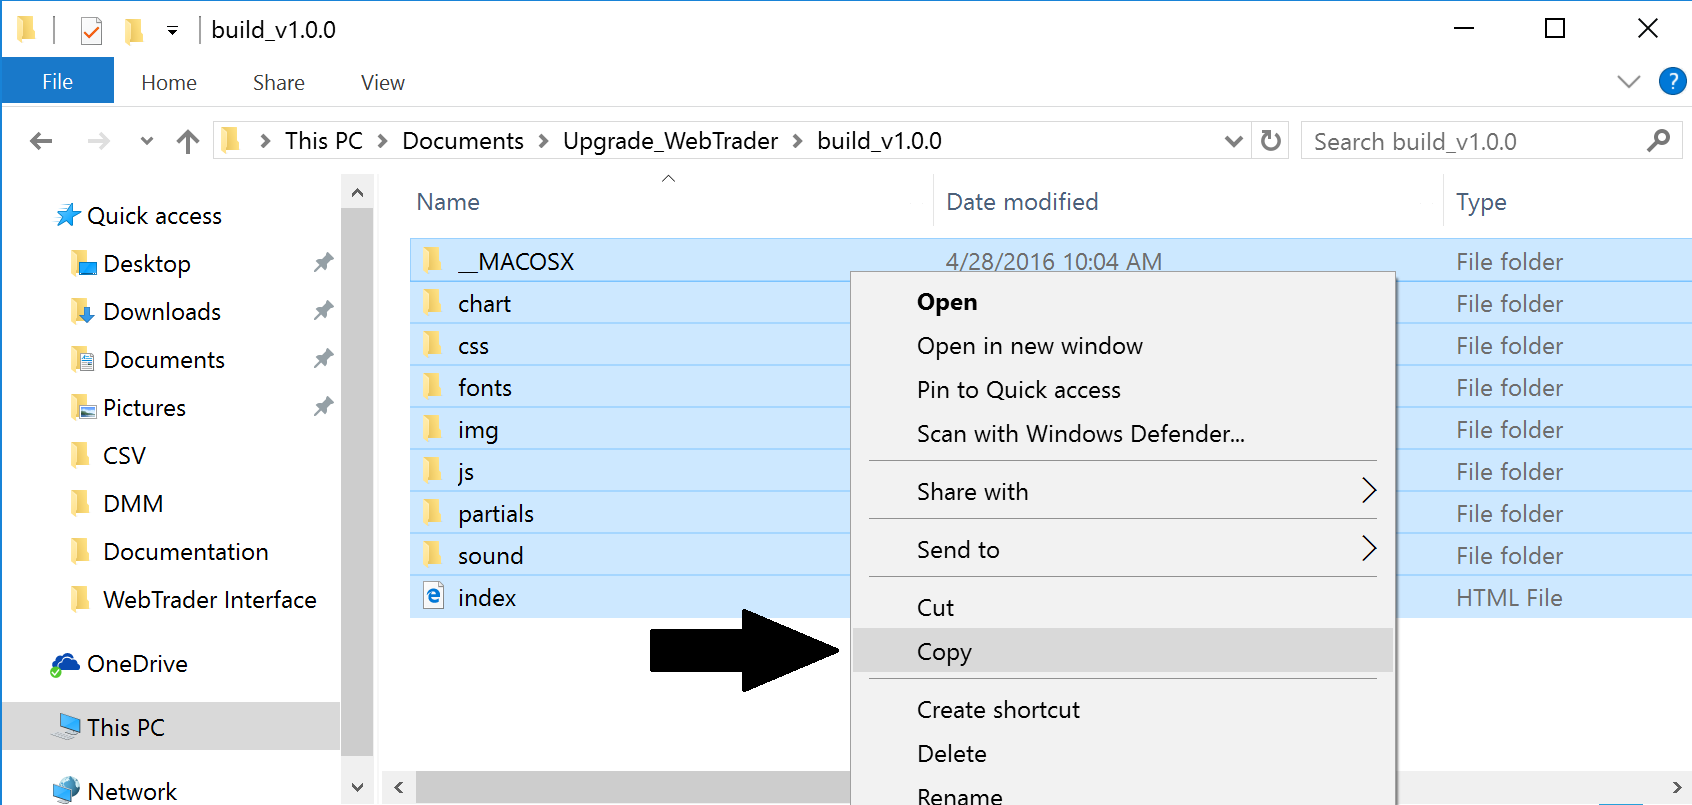 build_v1.0.0
File Home Share View ?
This PC Documents Upgrade_WebTrader build_v1.0.0 Search build_v1.0.0
Quick access
Desktop
Downloads
Documents
Pictures
CSV
DMM
Documentation
WebTrader Interface
OneDrive
This PC
Network
Name Date modified Type
__MACOSX 4/28/2016 10:04 AM File folder
chart File folder
css File folder
fonts File folder
img File folder
js File folder
partials File folder
sound File folder
index HTML File
Open
Open in new window
Pin to Quick access
Scan with Windows Defender...
Share with
Send to
Cut
Copy
Create shortcut
Delete
Rename